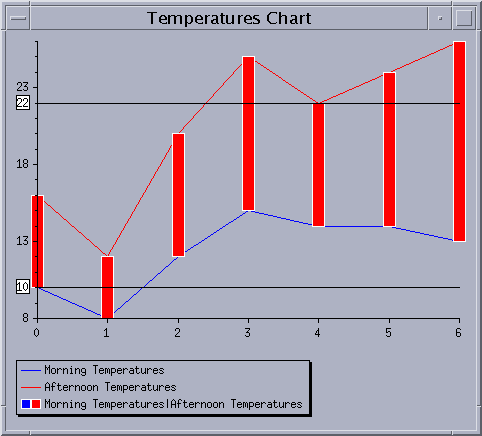 Temperatures Chart
23
22
18
13
10
8
0 1 2 3 4 5 6
Morning Temperatures
Afternoon Temperatures
Morning Temperatures|Afternoon Temperatures